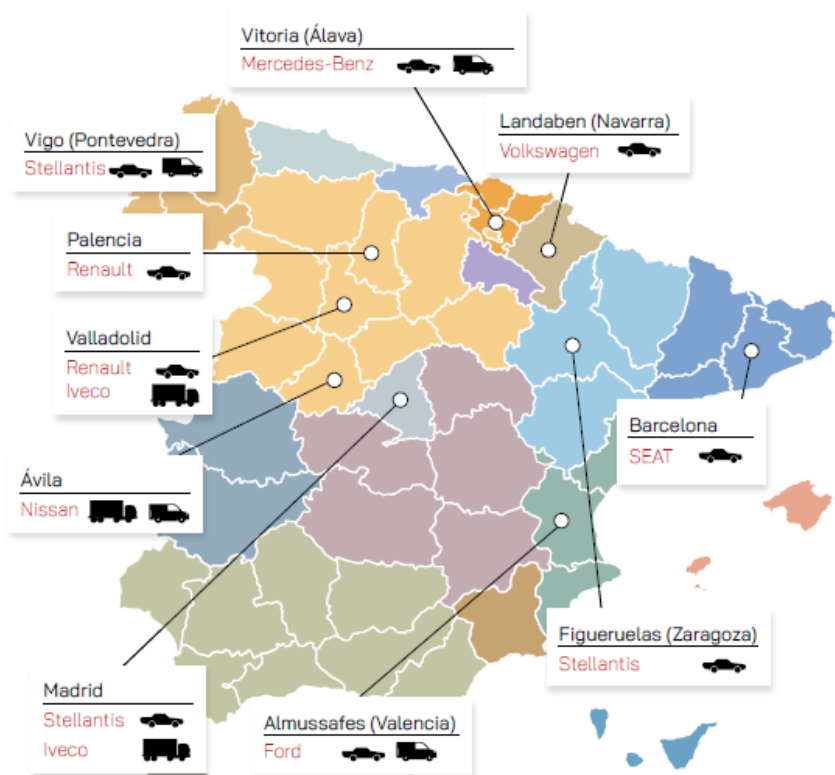 Vitoria (Álava)
Mercedes-Benz
Landaben (Navarra)
Volkswagen
Vigo (Pontevedra)
Stellantis
Palencia
Renault
Valladolid
Renault
Iveco
Barcelona
SEAT
Ávila
Nissan
Figueruelas (Zaragoza)
Stellantis
Madrid
Stellantis
Iveco
Almussafes (Valencia)
Ford